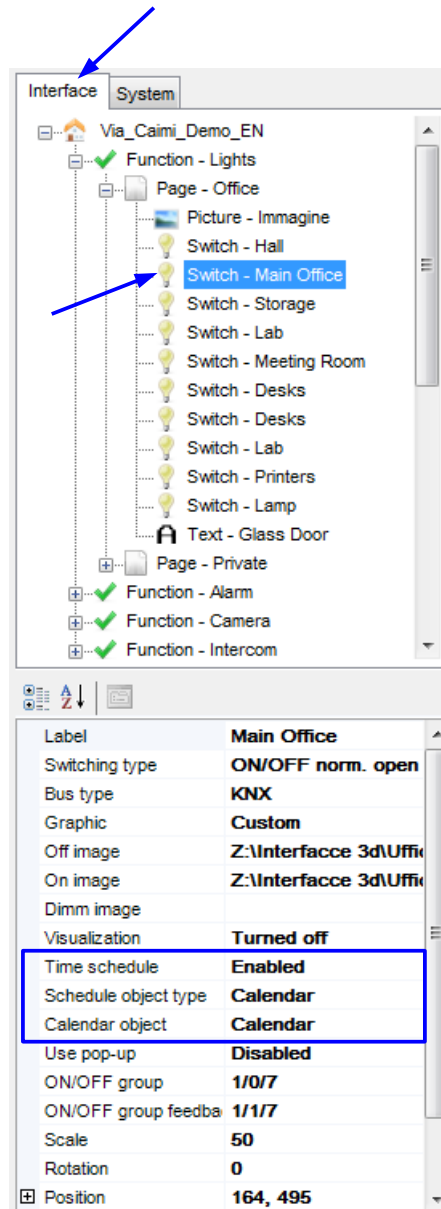 Interface System
Via_Caimi_Demo_EN
Function - Lights
Page - Office
Picture - Immagine
Switch - Hall
Switch - Main Office
Switch - Storage
Switch - Lab
Switch - Meeting Room
Switch - Desks
Switch - Desks
Switch - Lab
Switch - Printers
Switch - Lamp
A Text - Glass Door
Page - Private
Function - Alarm
Function - Camera
Function - Intercom
A Z
Label Main Office
Switching type ON/OFF norm. open
Bus type KNX
Graphic Custom
Off image Z:\Interfacce 3d\Uffi
On image Z:\Interfacce 3d\Uffi
Dimm image
Visualization Turned off
Time schedule Enabled
Schedule object type Calendar
Calendar object Calendar
Use pop-up Disabled
ON/OFF group 1/0/7
ON/OFF group feedba 1/1/7
Scale 50
Rotation 0
Position 164, 495